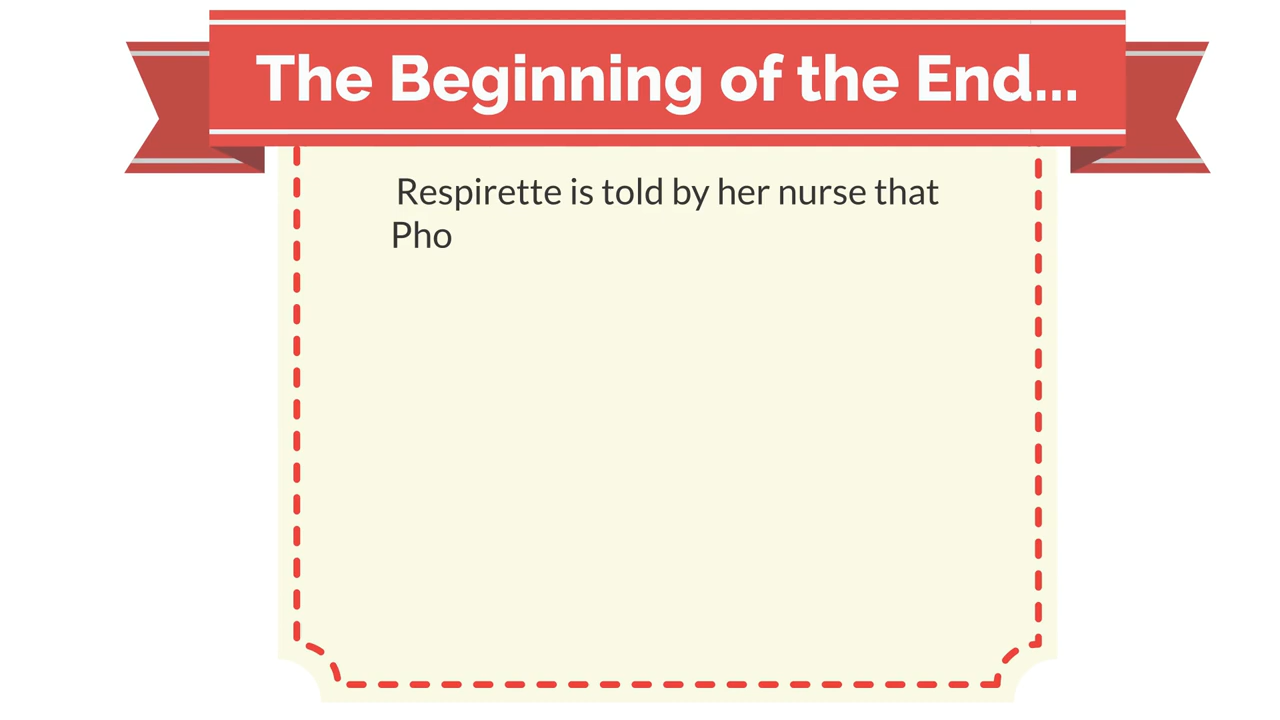 The Beginning of the End...
Respirette is told by her nurse that
Pho